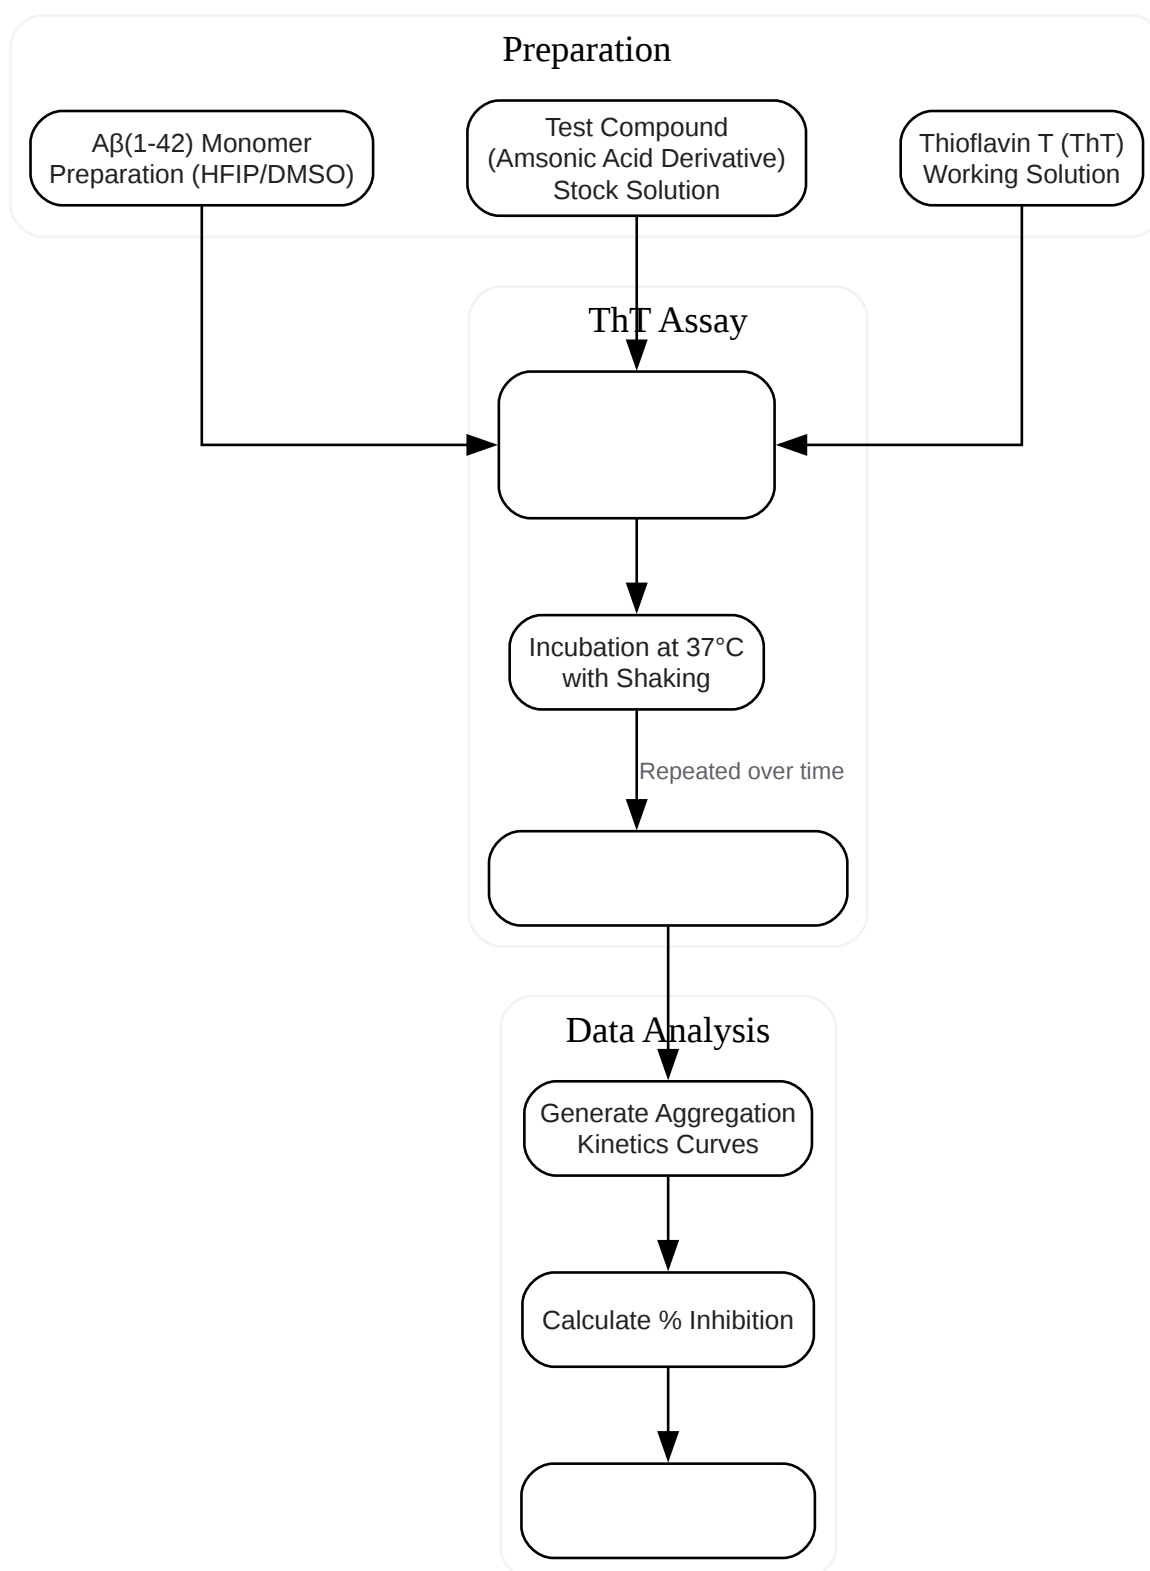 Preparation
Aβ(1-42) Monomer
Preparation (HFIP/DMSO)
Test Compound
(Amsonic Acid Derivative)
Stock Solution
Thioflavin T (ThT)
Working Solution
ThT Assay
Incubation at 37°C
with Shaking
Repeated over time
Data Analysis
Generate Aggregation
Kinetics Curves
Calculate % Inhibition